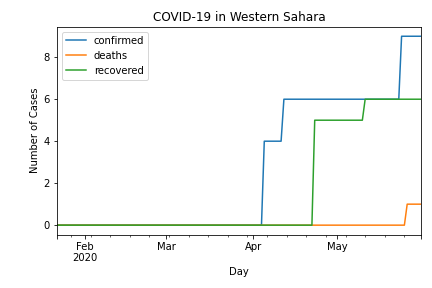 COVID-19 in Western Sahara
confirmed
deaths
recovered
Number of Cases
8
6
4
2
0
Feb
2020
Mar
Apr
May
Day